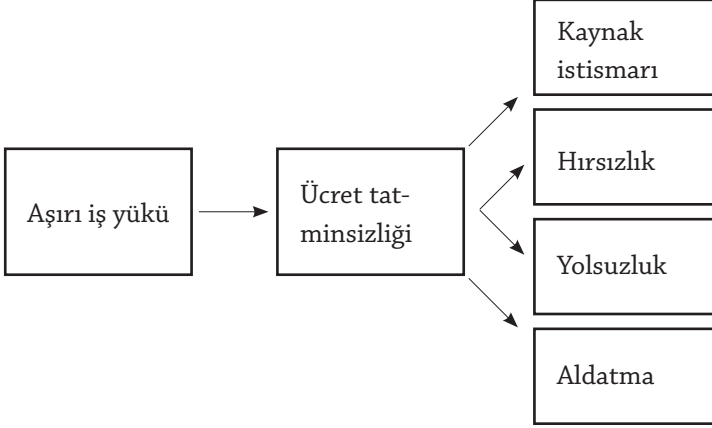 Kaynak
istismarı
Hırsızlık
Aşırı iş yükü
Ücret tat-
minsizliği
Yolsuzluk
Aldatma